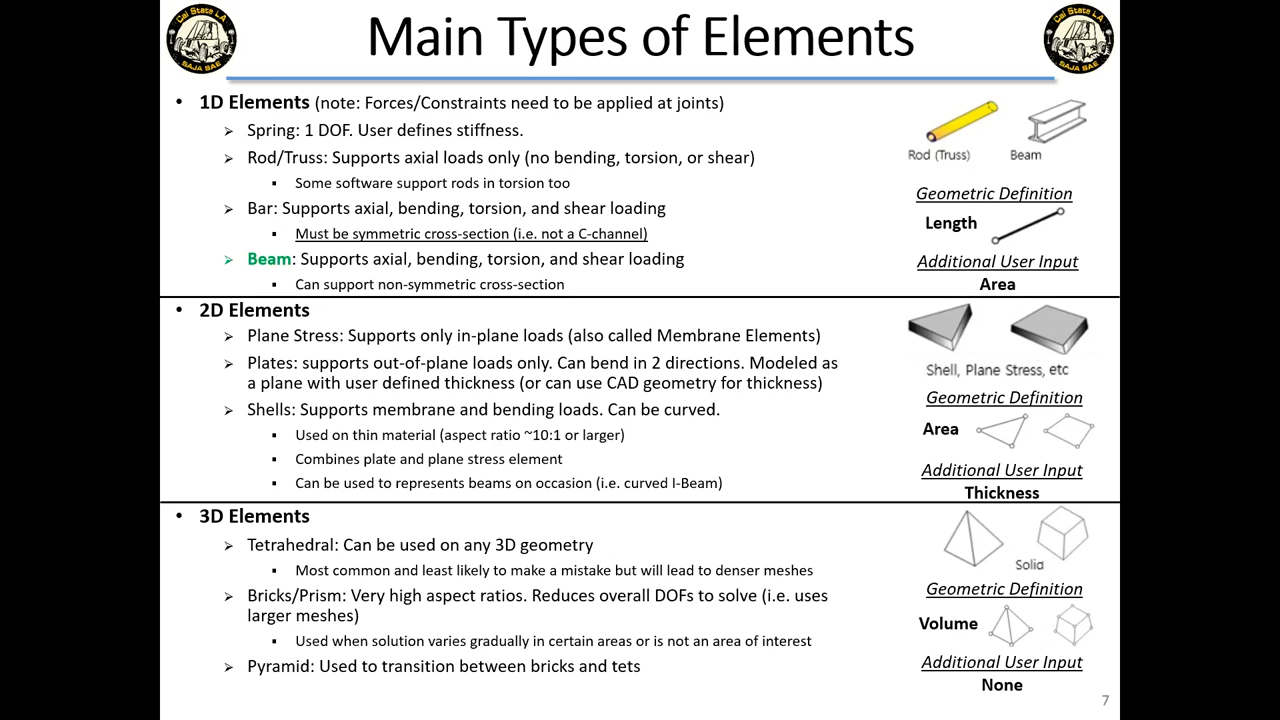 Cal State LA
BAJA SAE
Main Types of Elements
Cal State LA
BAJA SAE
• 1D Elements (note: Forces/Constraints need to be applied at joints)
➢ Spring: 1 DOF. User defines stiffness.
➢ Rod/Truss: Supports axial loads only (no bending, torsion, or shear)
▪ Some software support rods in torsion too
➢ Bar: Supports axial, bending, torsion, and shear loading
▪ Must be symmetric cross-section (i.e. not a C-channel)
➢ Beam: Supports axial, bending, torsion, and shear loading
▪ Can support non-symmetric cross-section
Rod (Truss)
Beam
Geometric Definition
Length
Additional User Input
Area
• 2D Elements
➢ Plane Stress: Supports only in-plane loads (also called Membrane Elements)
➢ Plates: supports out-of-plane loads only. Can bend in 2 directions. Modeled as
a plane with user defined thickness (or can use CAD geometry for thickness)
➢ Shells: Supports membrane and bending loads. Can be curved.
▪ Used on thin material (aspect ratio ~10:1 or larger)
▪ Combines plate and plane stress element
▪ Can be used to represents beams on occasion (i.e. curved I-Beam)
Shell, Plane Stress, etc
Geometric Definition
Area
Additional User Input
Thickness
• 3D Elements
➢ Tetrahedral: Can be used on any 3D geometry
▪ Most common and least likely to make a mistake but will lead to denser meshes
➢ Bricks/Prism: Very high aspect ratios. Reduces overall DOFs to solve (i.e. uses
larger meshes)
▪ Used when solution varies gradually in certain areas or is not an area of interest
➢ Pyramid: Used to transition between bricks and tets
Solid
Geometric Definition
Volume
Additional User Input
None
7